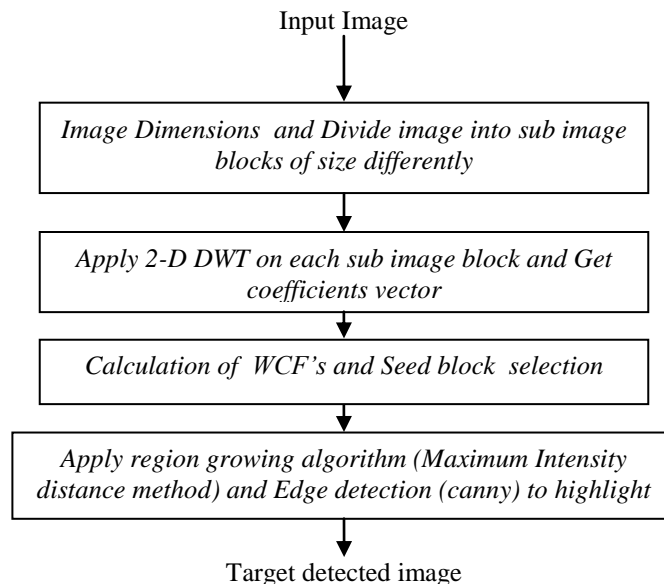 Input Image
Image Dimensions and Divide image into sub image
blocks of size differently
Apply 2-D DWT on each sub image block and Get
coefficients vector
Calculation of WCF's and Seed block selection
Apply region growing algorithm (Maximum Intensity
distance method) and Edge detection (canny) to highlight
Target detected image